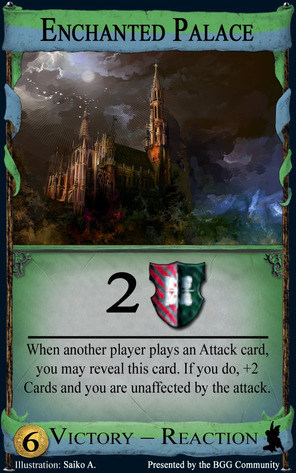 ENCHANTED PALACE
2
When another player plays an Attack card,
you may reveal this card. If you do, +2
Cards and you are unaffected by the attack.
6 VICTORY – REACTION
Illustration: Saiko A. Presented by the BGG Community